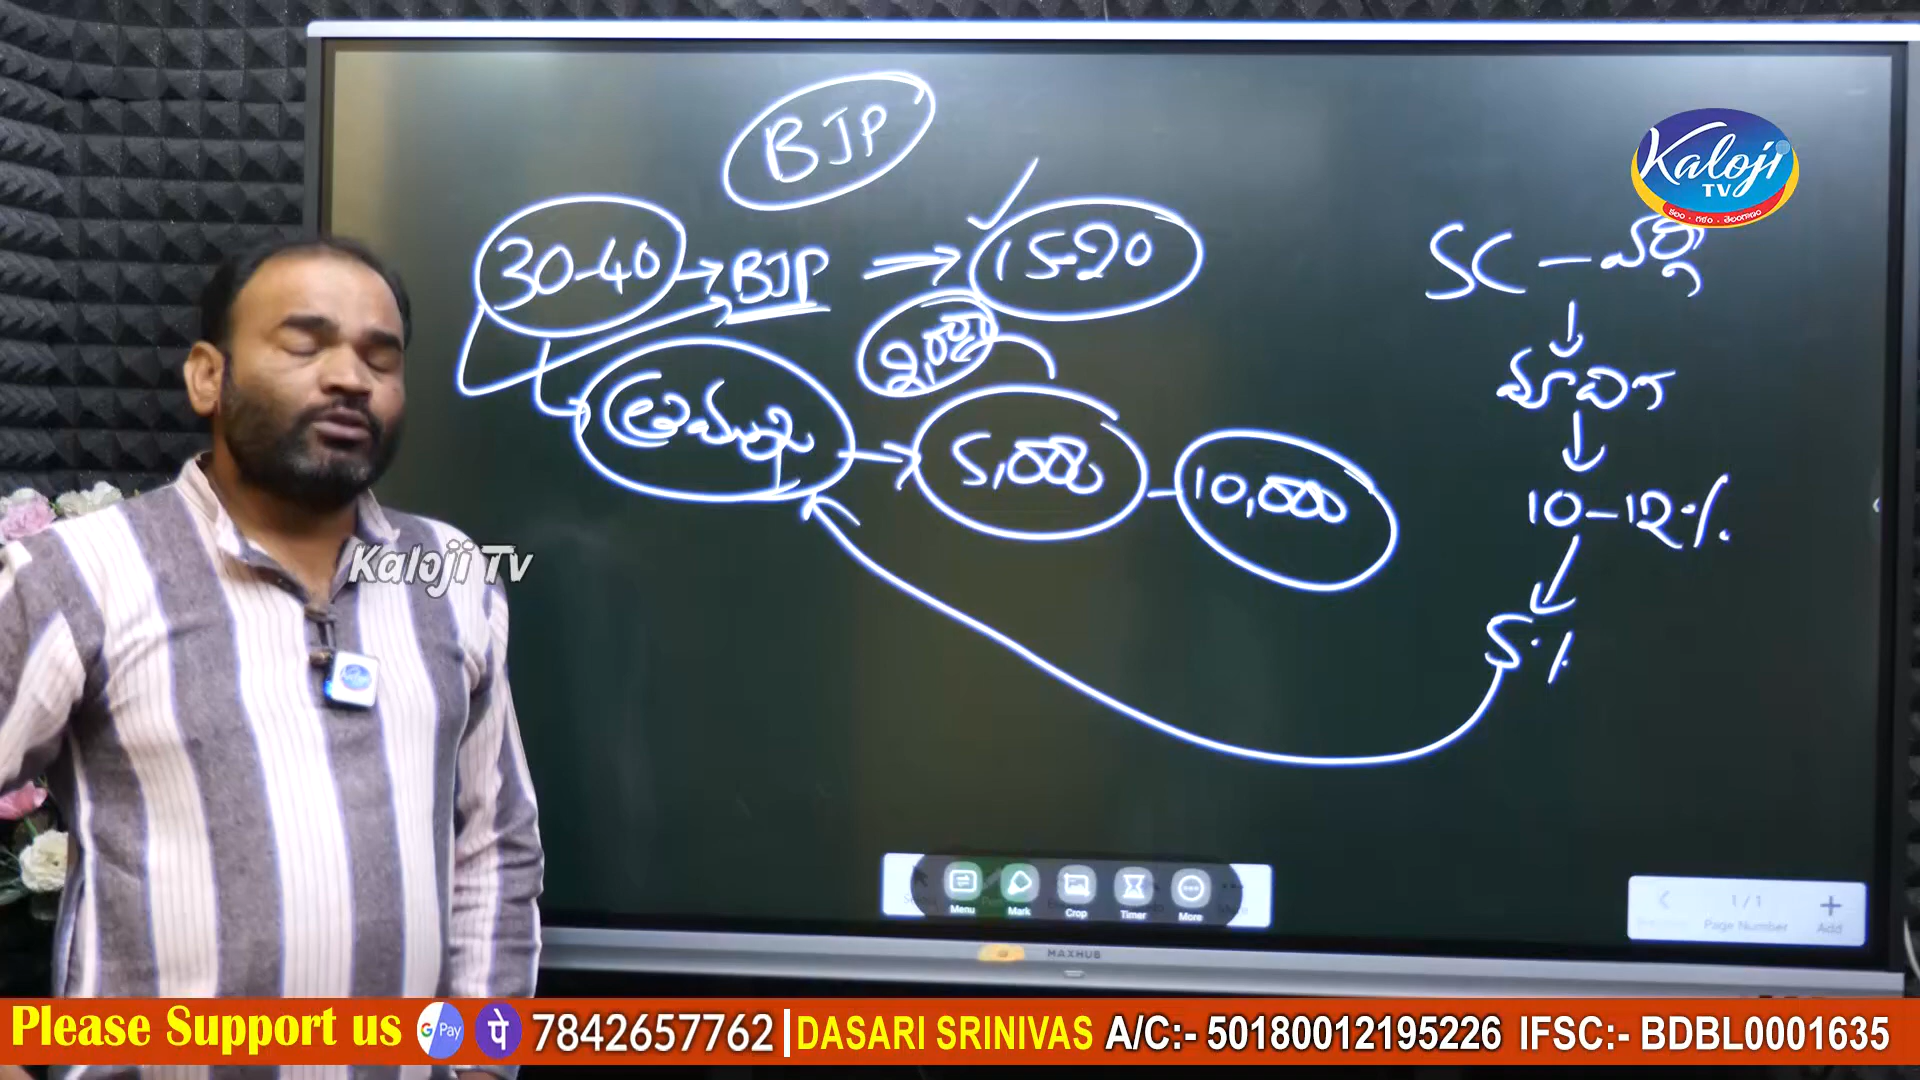 BJP
30-40 → BJP → 15-20
2,000
5,000 - 10,000
SC -
మాదిగ
10-12%
5%
Kaloji
TV
Kaloji Tv
Menu Mark Crop Timer More
1/1
Page Number Add
MAXHUB
Please Support us G Pay पे 7842657762 | DASARI SRINIVAS A/C:- 50180012195226 IFSC:- BDBL0001635